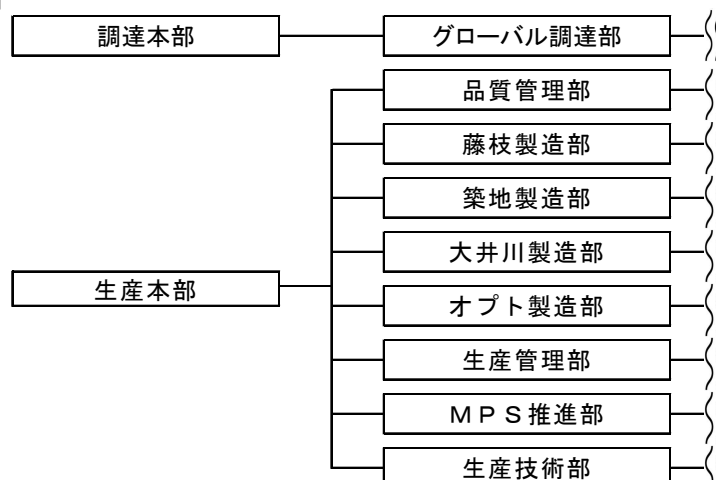 調達本部
グローバル調達部
品質管理部
藤枝製造部
築地製造部
大井川製造部
生産本部
オプト製造部
生産管理部
ＭＰＳ推進部
生産技術部